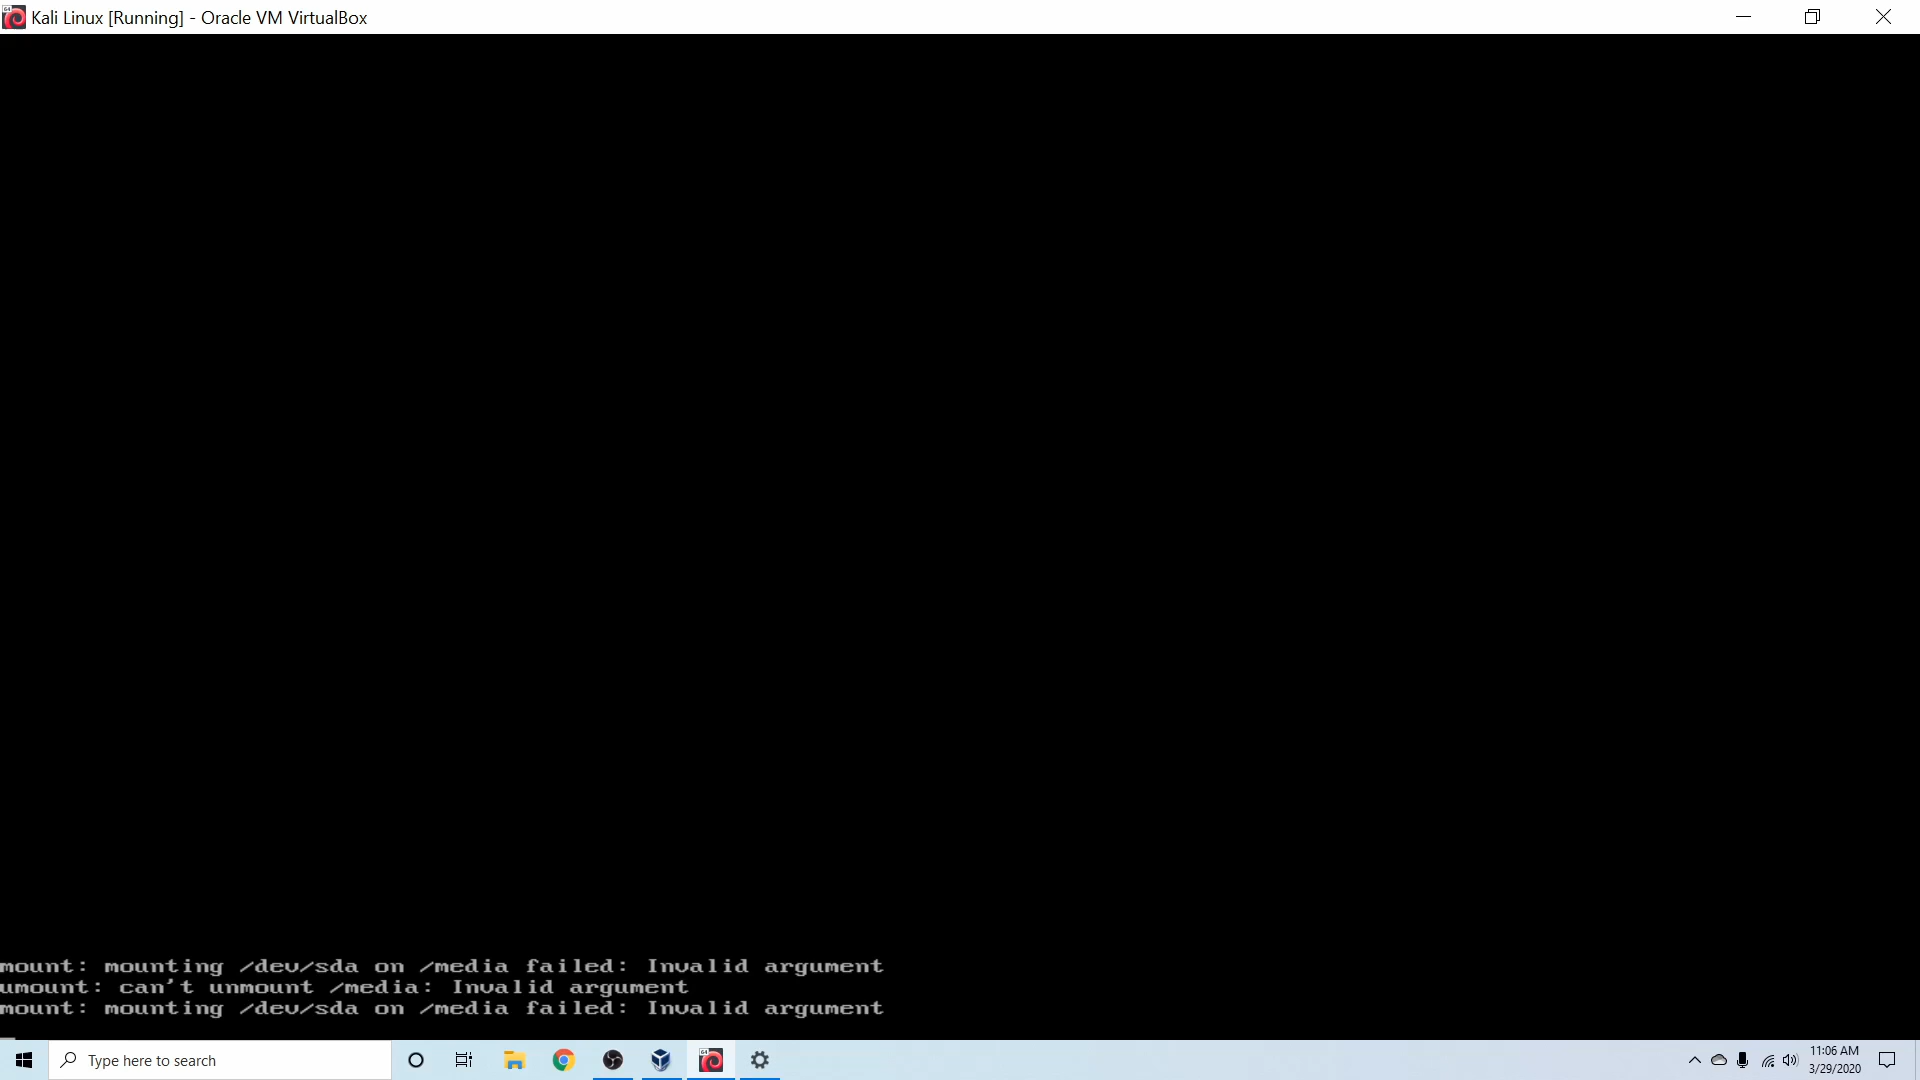 Kali Linux [Running] - Oracle VM VirtualBox
mount: mounting /dev/sda on /media failed: Invalid argument
umount: can't unmount /media: Invalid argument
mount: mounting /dev/sda on /media failed: Invalid argument
Type here to search
11:06 AM
3/29/2020